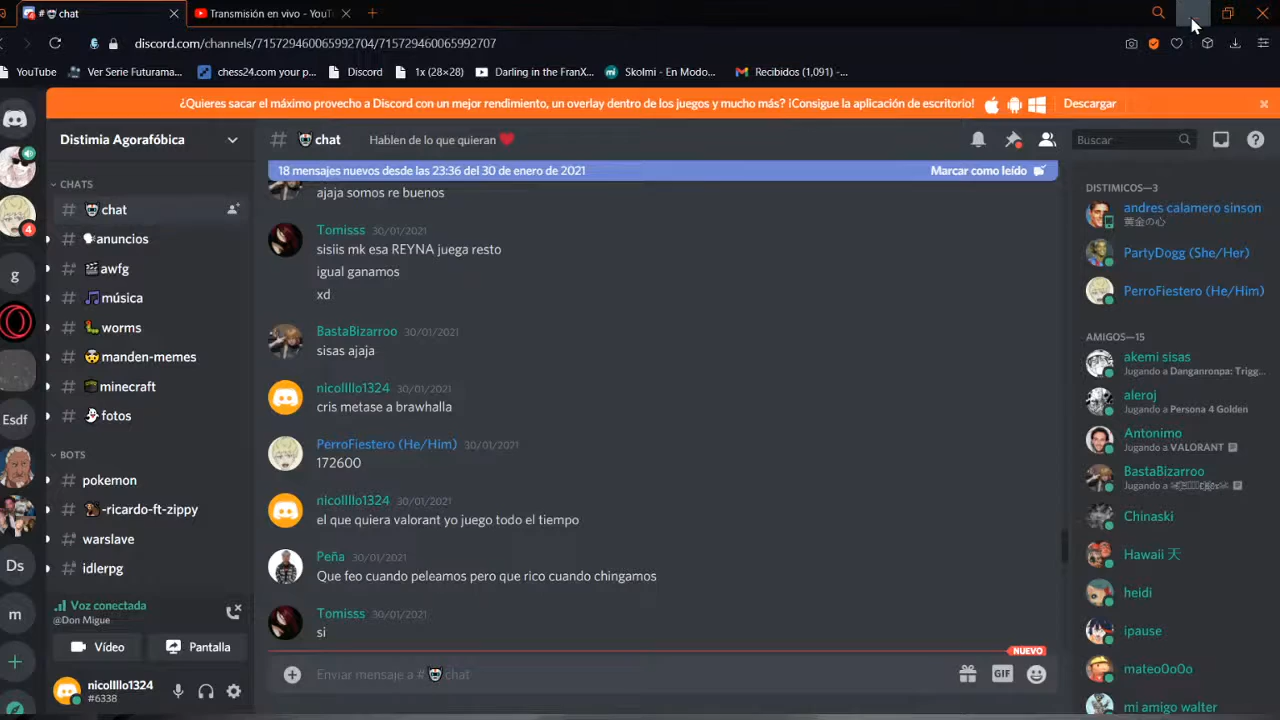 # chat
Transmisión en vivo - YouT
discord.com/channels/715729460065992704/715729460065992707
YouTube
Ver Serie Futurama...
chess24.com your p...
Discord
1x (28×28)
Darling in the FranX...
Skolmi - En Modo...
Recibidos (1,091) -...
¿Quieres sacar el máximo provecho a Discord con un mejor rendimiento, un overlay dentro de los juegos y mucho más? ¡Consigue la aplicación de escritorio!
Descargar
Distimia Agorafóbica
# chat
Hablen de lo que quieran
Buscar
18 mensajes nuevos desde las 23:36 del 30 de enero de 2021
Marcar como leído
CHATS
# chat
# anuncios
# awfg
# música
# worms
# manden-memes
# minecraft
# fotos
BOTS
# pokemon
# -ricardo-ft-zippy
# warslave
# idlerpg
4
g
Esdf
Ds
m
Voz conectada
@Don Migue
Vídeo
Pantalla
nicollllo1324
#6338
ajaja somos re buenos
Tomisss 30/01/2021
sisiis mk esa REYNA juega resto
igual ganamos
xd
BastaBizarroo 30/01/2021
sisas ajaja
nicollllo1324 30/01/2021
cris metase a brawhalla
PerroFiestero (He/Him) 30/01/2021
172600
nicollllo1324 30/01/2021
el que quiera valorant yo juego todo el tiempo
Peña 30/01/2021
Que feo cuando peleamos pero que rico cuando chingamos
Tomisss 30/01/2021
si
NUEVO
Enviar mensaje a # chat
GIF
DISTIMICOS—3
andres calamero sinson
黄金の心
PartyDogg (She/Her)
PerroFiestero (He/Him)
AMIGOS—15
akemi sisas
Jugando a Danganronpa: Trigg...
aleroj
Jugando a Persona 4 Golden
Antonimo
Jugando a VALORANT
BastaBizarroo
Jugando a
Chinaski
Hawaii 天
heidi
ipause
mateo0o0o
mi amigo walter